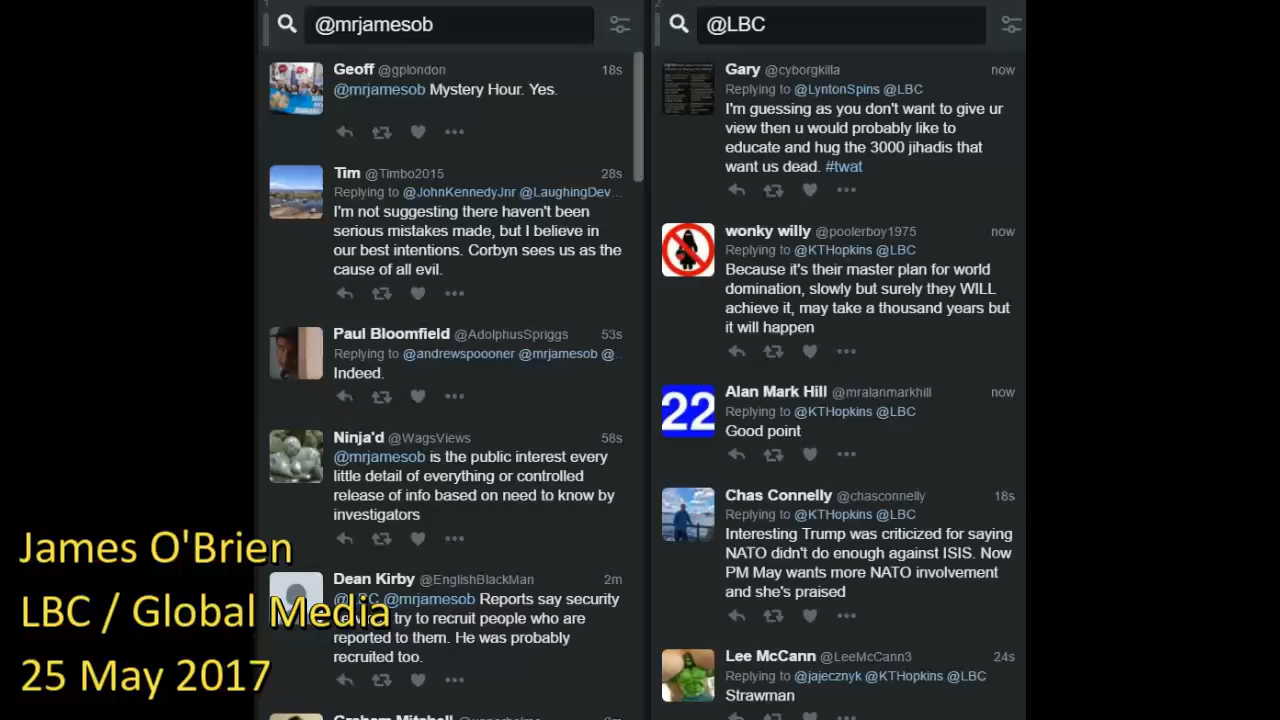 1
@mrjamesob
Geoff @gplondon 18s
@mrjamesob Mystery Hour. Yes.
Tim @Timbo2015 28s
Replying to @JohnKennedyJnr @LaughingDev...
I'm not suggesting there haven't been
serious mistakes made, but I believe in
our best intentions. Corbyn sees us as the
cause of all evil.
Paul Bloomfield @AdolphusSpriggs 53s
Replying to @andrewspoooner @mrjamesob @..
Indeed.
Ninja'd @WagsViews 58s
@mrjamesob is the public interest every
little detail of everything or controlled
release of info based on need to know by
investigators
Dean Kirby @EnglishBlackMan 2m
@LBC @mrjamesob Reports say security
try to recruit people who are
reported to them. He was probably
recruited too.
Graham Mitchell
2
@LBC
Gary @cyborgkilla now
Replying to @LyntonSpins @LBC
I'm guessing as you don't want to give ur
view then u would probably like to
educate and hug the 3000 jihadis that
want us dead. #twat
wonky willy @poolerboy1975 now
Replying to @KTHopkins @LBC
Because it's their master plan for world
domination, slowly but surely they WILL
achieve it, may take a thousand years but
it will happen
Alan Mark Hill @mralanmarkhill now
Replying to @KTHopkins @LBC
Good point
22
Chas Connelly @chasconnelly 18s
Replying to @KTHopkins @LBC
Interesting Trump was criticized for saying
NATO didn't do enough against ISIS. Now
PM May wants more NATO involvement
and she's praised
Lee McCann @LeeMcCann3 24s
Replying to @jajecznyk @KTHopkins @LBC
Strawman
James O'Brien
LBC / Global Media
25 May 2017